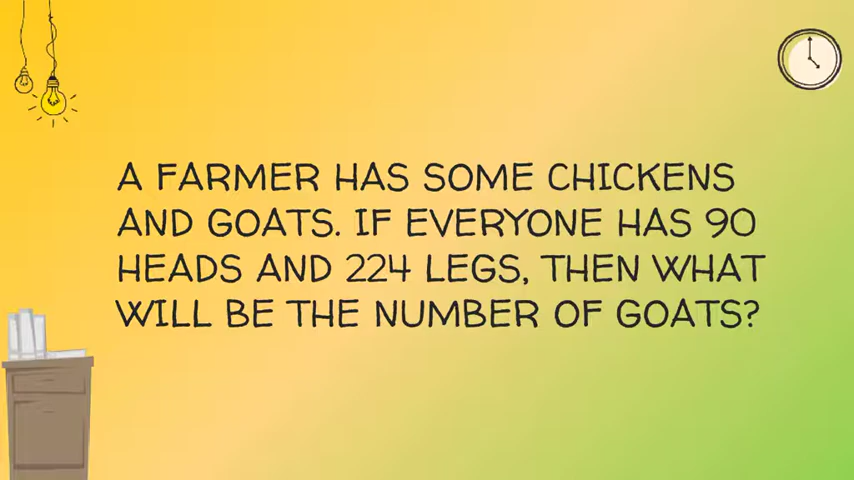 A FARMER HAS SOME CHICKENS
AND GOATS. IF EVERYONE HAS 90
HEADS AND 224 LEGS, THEN WHAT
WILL BE THE NUMBER OF GOATS?